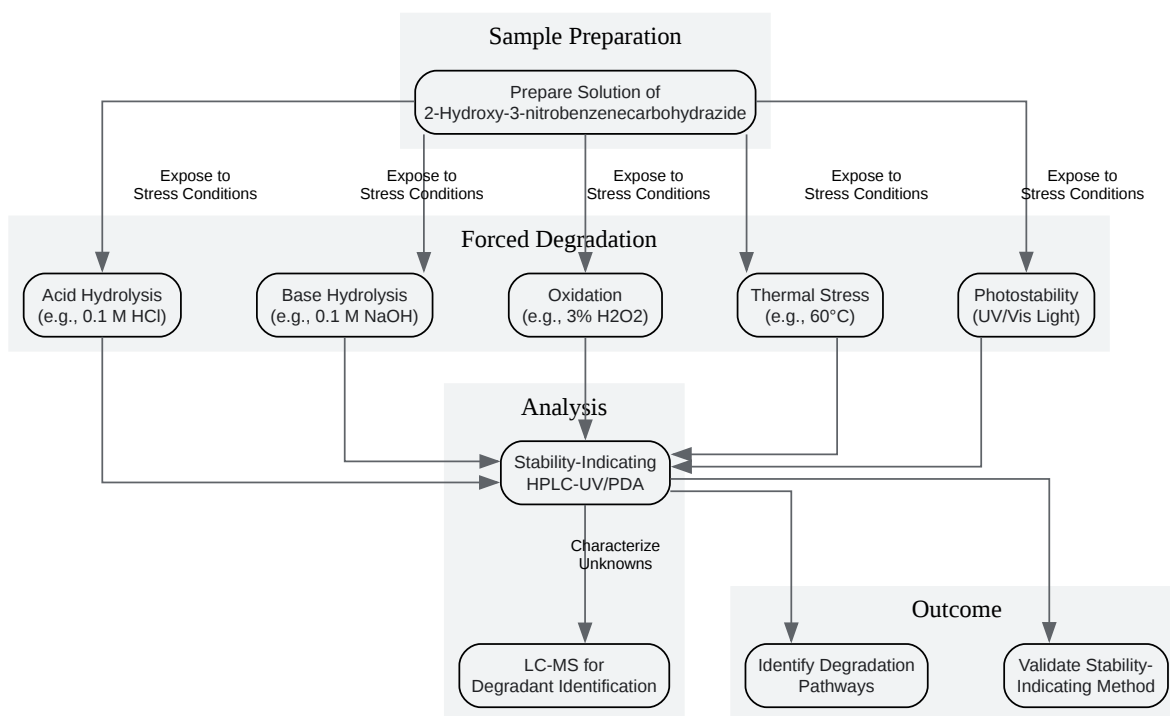 Sample Preparation
Prepare Solution of
2-Hydroxy-3-nitrobenzenecarbohydrazide
Expose to
Stress Conditions
Expose to
Stress Conditions
Expose to
Stress Conditions
Expose to
Stress Conditions
Expose to
Stress Conditions
Forced Degradation
Acid Hydrolysis
(e.g., 0.1 M HCl)
Base Hydrolysis
(e.g., 0.1 M NaOH)
Oxidation
(e.g., 3% H2O2)
Thermal Stress
(e.g., 60°C)
Photostability
(UV/Vis Light)
Analysis
Stability-Indicating
HPLC-UV/PDA
Characterize
Unknowns
LC-MS for
Degradant Identification
Outcome
Identify Degradation
Pathways
Validate Stability-
Indicating Method